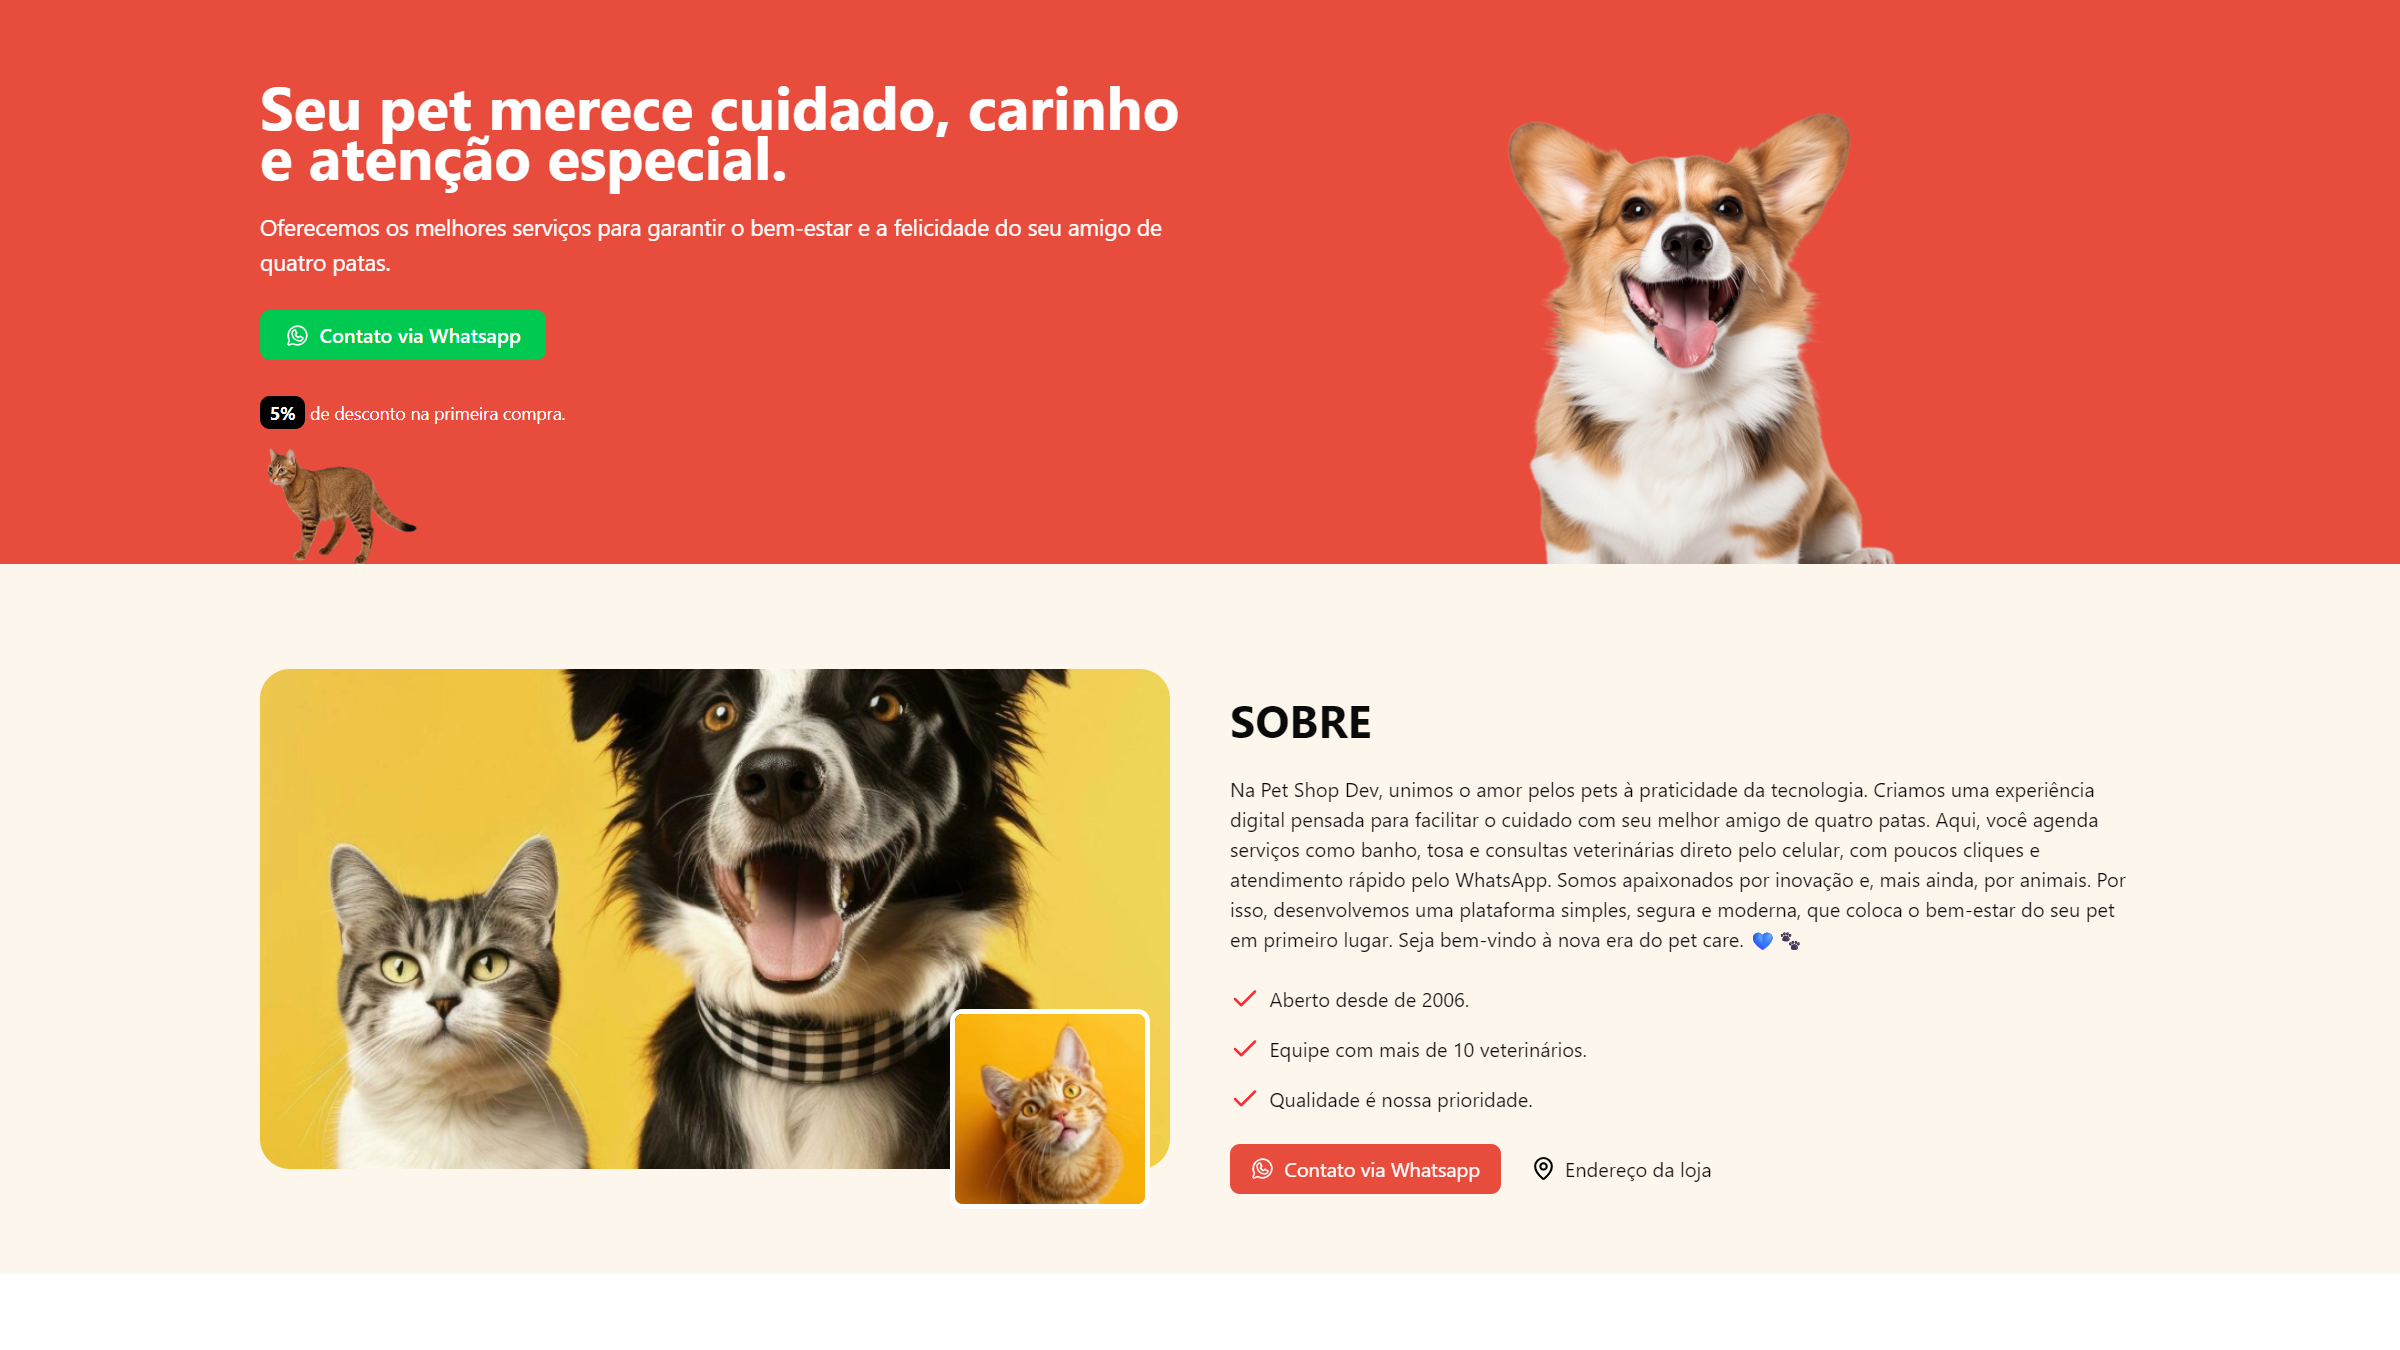 Seu pet merece cuidado, carinho
e atenção especial.
Oferecemos os melhores serviços para garantir o bem-estar e a felicidade do seu amigo de
quatro patas.
Contato via Whatsapp
5% de desconto na primeira compra.
SOBRE
Na Pet Shop Dev, unimos o amor pelos pets à praticidade da tecnologia. Criamos uma experiência
digital pensada para facilitar o cuidado com seu melhor amigo de quatro patas. Aqui, você agenda
serviços como banho, tosa e consultas veterinárias direto pelo celular, com poucos cliques e
atendimento rápido pelo WhatsApp. Somos apaixonados por inovação e, mais ainda, por animais. Por
isso, desenvolvemos uma plataforma simples, segura e moderna, que coloca o bem-estar do seu pet
em primeiro lugar. Seja bem-vindo à nova era do pet care. 💙 🐾
Aberto desde de 2006.
Equipe com mais de 10 veterinários.
Qualidade é nossa prioridade.
Contato via Whatsapp
Endereço da loja